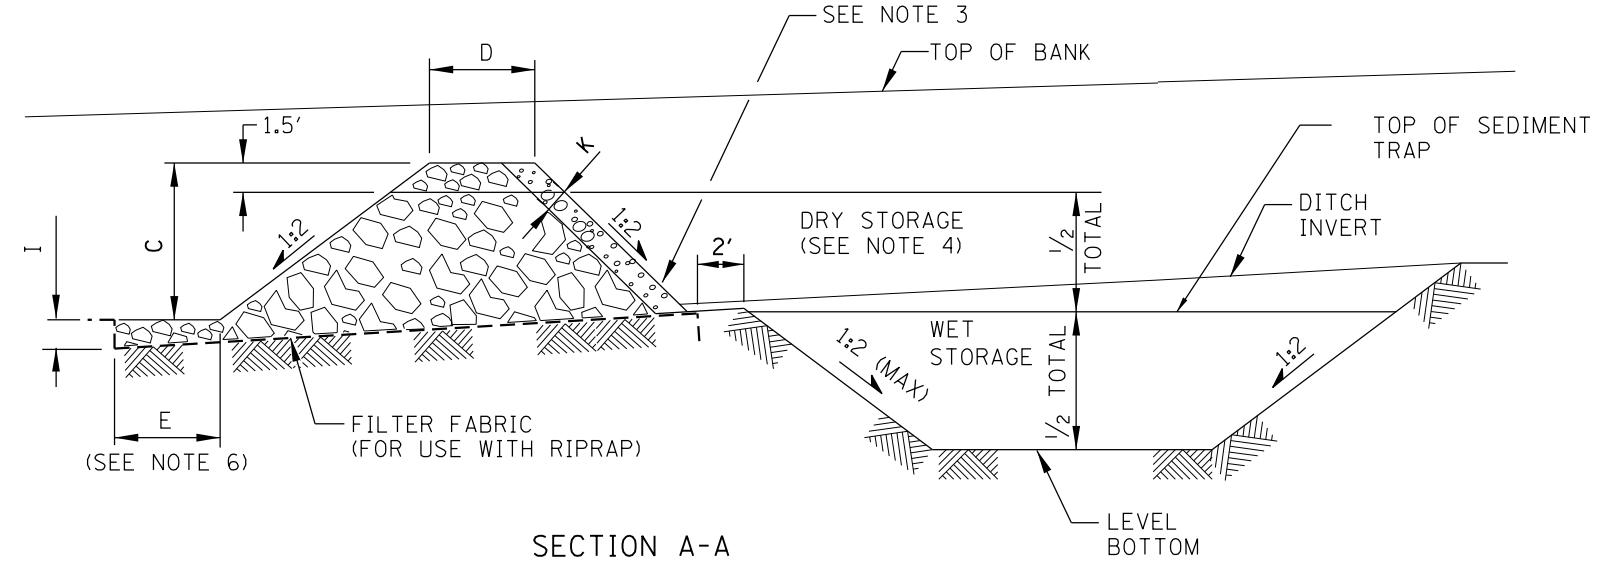 SEE NOTE 3
D
TOP OF BANK
1.5'
K
TOP OF SEDIMENT
TRAP
DITCH
INVERT
1:2
1:2
DRY STORAGE
(SEE NOTE 4)
2'
1/2
TOTAL
I
C
WET
STORAGE
1:2 (MAX)
1/2 TOTAL
1:2
E
(SEE NOTE 6)
FILTER FABRIC
(FOR USE WITH RIPRAP)
LEVEL
BOTTOM
SECTION A-A